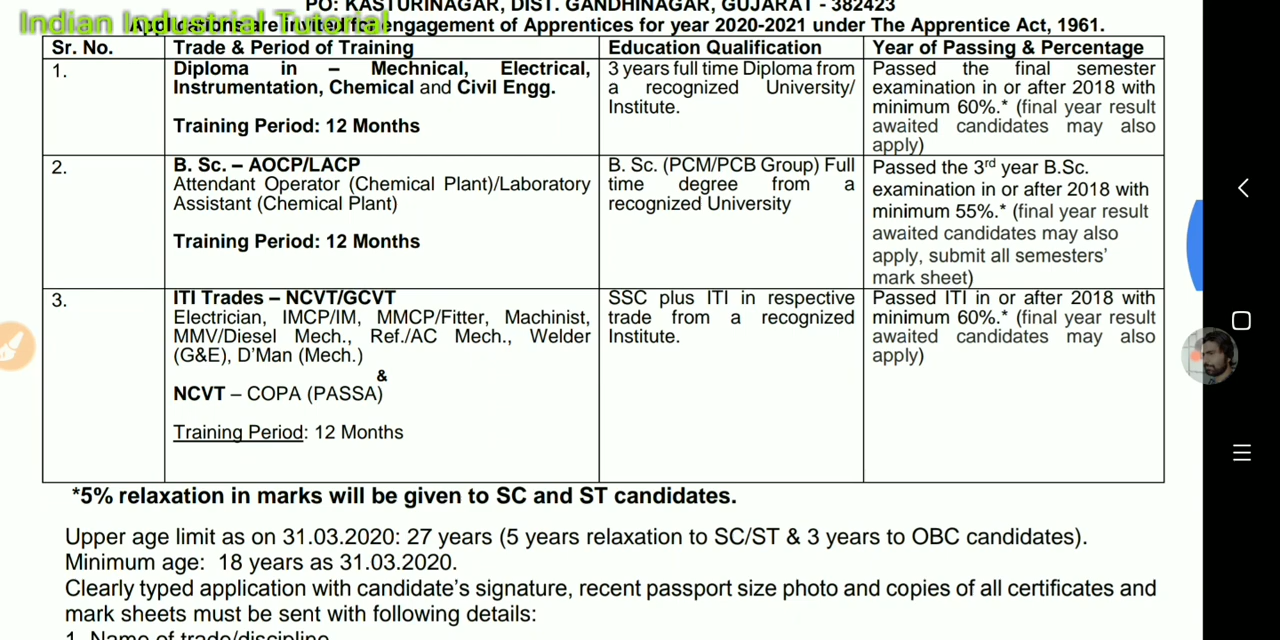 PO: KASTURINAGAR, DIST. GANDHINAGAR, GUJARAT - 382423
Indian Industrial Tutorial
Applications are invited for engagement of Apprentices for year 2020-2021 under The Apprentice Act, 1961.
Sr. No. Trade & Period of Training Education Qualification Year of Passing & Percentage
1.
Diploma in – Mechnical, Electrical,
Instrumentation, Chemical and Civil Engg.
Training Period: 12 Months
3 years full time Diploma from
a recognized University/
Institute.
Passed the final semester
examination in or after 2018 with
minimum 60%.* (final year result
awaited candidates may also
apply)
2.
B. Sc. – AOCP/LACP
Attendant Operator (Chemical Plant)/Laboratory
Assistant (Chemical Plant)
Training Period: 12 Months
B. Sc. (PCM/PCB Group) Full
time degree from a
recognized University
Passed the 3rd year B.Sc.
examination in or after 2018 with
minimum 55%.* (final year result
awaited candidates may also
apply, submit all semesters’
mark sheet)
3.
ITI Trades – NCVT/GCVT
Electrician, IMCP/IM, MMCP/Fitter, Machinist,
MMV/Diesel Mech., Ref./AC Mech., Welder
(G&E), D’Man (Mech.)
&
NCVT – COPA (PASSA)
Training Period: 12 Months
SSC plus ITI in respective
trade from a recognized
Institute.
Passed ITI in or after 2018 with
minimum 60%.* (final year result
awaited candidates may also
apply)
*5% relaxation in marks will be given to SC and ST candidates.
Upper age limit as on 31.03.2020: 27 years (5 years relaxation to SC/ST & 3 years to OBC candidates).
Minimum age: 18 years as 31.03.2020.
Clearly typed application with candidate’s signature, recent passport size photo and copies of all certificates and
mark sheets must be sent with following details:
1. Name of trade/discipline